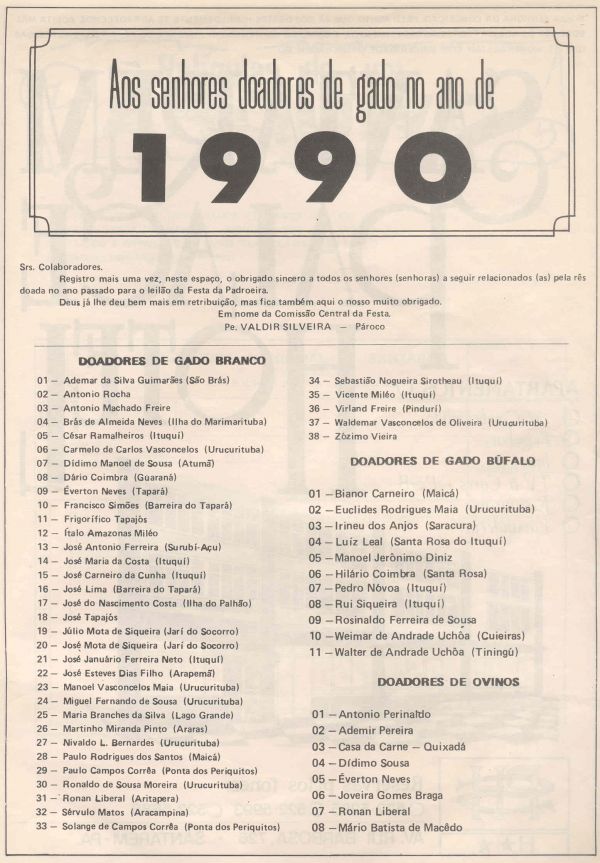 Aos senhores doadores de gado no ano de
1990
Srs. Colaboradores.
Registro mais uma vez, neste espaço, o obrigado sincero a todos os senhores (senhoras) a seguir relacionados (as) pela rês
doada no ano passado para o leilão da Festa da Padroeira.
Deus já lhe deu bem mais em retribuição, mas fica também aqui o nosso muito obrigado.
Em nome da Comissão Central da Festa.
Pe. VALDIR SILVEIRA — Pároco
DOADORES DE GADO BRANCO
01 — Ademar da Silva Guimarães (São Brás)
02 — Antonio Rocha
03 — Antonio Machado Freire
04 — Brás de Almeida Neves (Ilha do Marimarituba)
05 — César Ramalheiros (Ituquí)
06 — Carmelo de Carlos Vasconcelos (Urucurituba)
07 — Dídimo Manoel de Sousa (Atumã)
08 — Dário Coimbra (Guaraná)
09 — Éverton Neves (Tapará)
10 — Francisco Simões (Barreira do Tapará)
11 — Frigorífico Tapajós
12 — Ítalo Amazonas Miléo
13 — José Antonio Ferreira (Surubí-Açu)
14 — José Maria da Costa (Ituquí)
15 — José Carneiro da Cunha (Ituquí)
16 — José Lima (Barreira do Tapará)
17 — José do Nascimento Costa (Ilha do Palhão)
18 — José Tapajós
19 — Júlio Mota de Siqueira (Jarí do Socorro)
20 — José Mota de Siqueira (Jarí do Socorro)
21 — José Januário Ferreira Neto (Ituquí)
22 — José Esteves Dias Filho (Arapemã)
23 — Manoel Vasconcelos Maia (Urucurituba)
24 — Miguel Fernando de Sousa (Urucurituba)
25 — Maria Branches da Silva (Lago Grande)
26 — Martinho Miranda Pinto (Araras)
27 — Nivaldo L. Bernardes (Urucurituba)
28 — Paulo Rodrigues dos Santos (Maicá)
29 — Paulo Campos Corrêa (Ponta dos Periquitos)
30 — Ronaldo de Sousa Moreira (Urucurituba)
31 — Ronan Liberal (Aritapera)
32 — Sérvulo Matos (Aracampina)
33 — Solange de Campos Corrêa (Ponta dos Periquitos)
34 — Sebastião Nogueira Sirotheau (Ituquí)
35 — Vicente Miléo (Ituquí)
36 — Virland Freire (Pindurí)
37 — Waldemar Vasconcelos de Oliveira (Urucurituba)
38 — Zózimo Vieira
DOADORES DE GADO BÚFALO
01 — Bianor Carneiro (Maicá)
02 — Euclides Rodrigues Maia (Urucurituba)
03 — Irineu dos Anjos (Saracura)
04 — Luíz Leal (Santa Rosa do Ituquí)
05 — Manoel Jerônimo Diniz
06 — Hilário Coimbra (Santa Rosa)
07 — Pedro Nóvoa (Ituquí)
08 — Rui Siqueira (Ituquí)
09 — Rosinaldo Ferreira de Sousa
10 — Weimar de Andrade Uchôa (Cuieiras)
11 — Walter de Andrade Uchôa (Tiningú)
DOADORES DE OVINOS
01 — Antonio Perinaldo
02 — Ademir Pereira
03 — Casa da Carne — Quixadá
04 — Dídimo Sousa
05 — Éverton Neves
06 — Joveira Gomes Braga
07 — Ronan Liberal
08 — Mário Batista de Macêdo